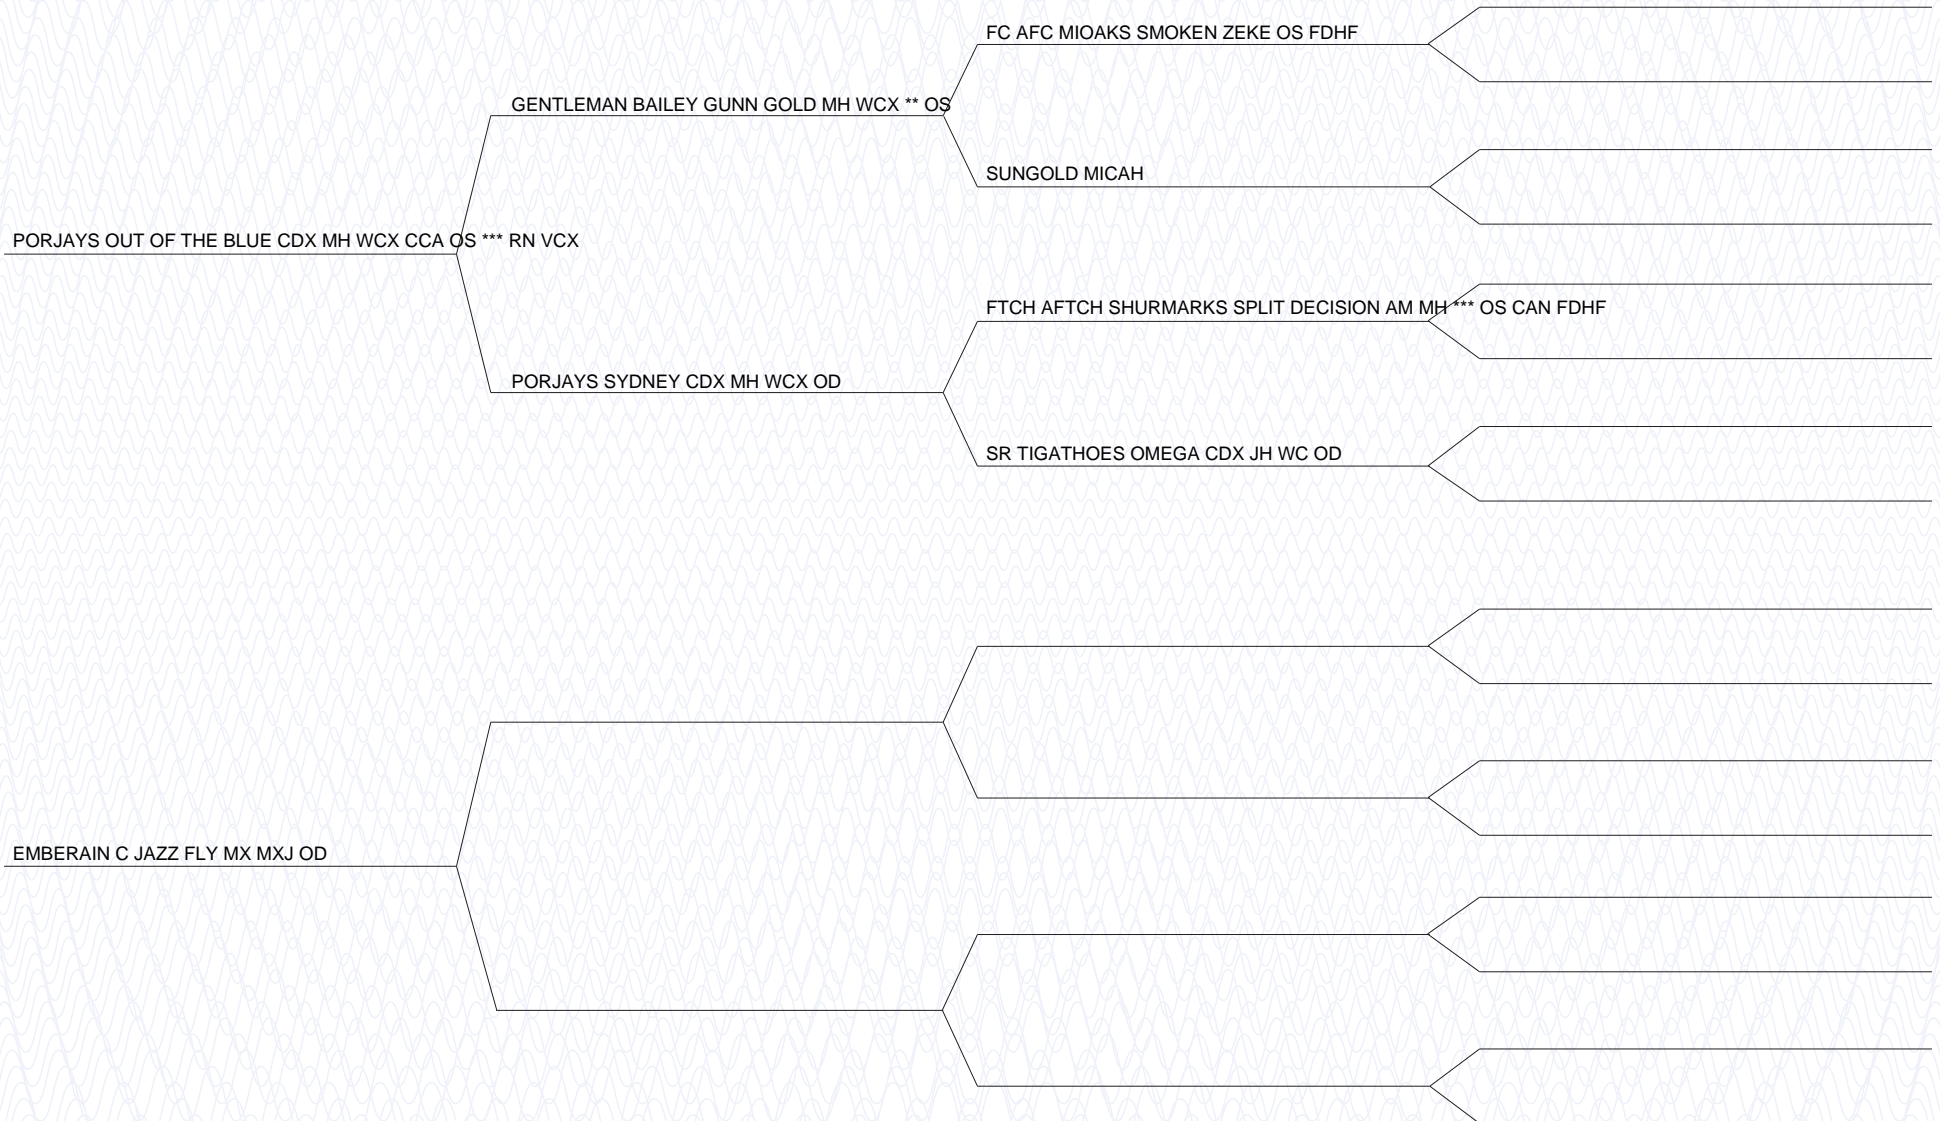 FC AFC MIOAKS SMOKEN ZEKE OS FDHF
GENTLEMAN BAILEY GUNN GOLD MH WCX ** OS
SUNGOLD MICAH
PORJAYS OUT OF THE BLUE CDX MH WCX CCA OS *** RN VCX
FTCH AFTCH SHURMARKS SPLIT DECISION AM MH *** OS CAN FDHF
PORJAYS SYDNEY CDX MH WCX OD
SR TIGATHOES OMEGA CDX JH WC OD
EMBERAIN C JAZZ FLY MX MXJ OD